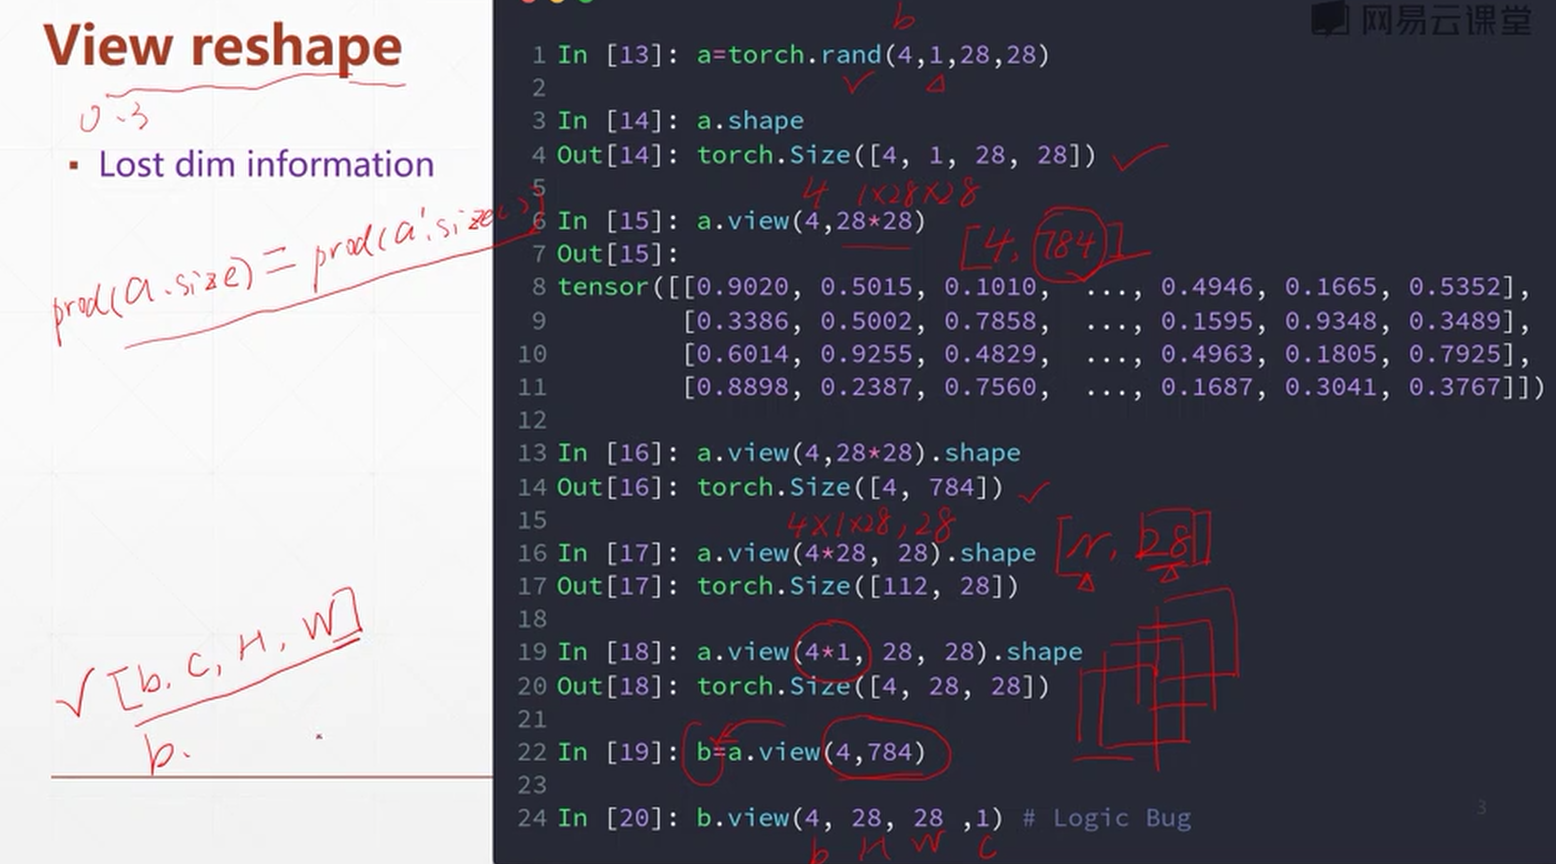 View reshape
0.3
▪ Lost dim information
prod(a.size) = prod(a'.size())
✓ [b, C, H, W]
b.
网易云课堂
b
1 In [13]: a=torch.rand(4,1,28,28)
2
3 In [14]: a.shape
4 Out[14]: torch.Size([4, 1, 28, 28])
5
4 1×28×28
6 In [15]: a.view(4,28*28)
[4, 784]
7 Out[15]:
8 tensor([[0.9020, 0.5015, 0.1010, ..., 0.4946, 0.1665, 0.5352],
9 [0.3386, 0.5002, 0.7858, ..., 0.1595, 0.9348, 0.3489],
10 [0.6014, 0.9255, 0.4829, ..., 0.4963, 0.1805, 0.7925],
11 [0.8898, 0.2387, 0.7560, ..., 0.1687, 0.3041, 0.3767]])
12
13 In [16]: a.view(4,28*28).shape
14 Out[16]: torch.Size([4, 784])
15
4×1×28,28
16 In [17]: a.view(4*28, 28).shape
[N, 28]
17 Out[17]: torch.Size([112, 28])
18
19 In [18]: a.view(4*1, 28, 28).shape
20 Out[18]: torch.Size([4, 28, 28])
21
22 In [19]: b=a.view(4,784)
23
24 In [20]: b.view(4, 28, 28 ,1) # Logic Bug
b H W C
3